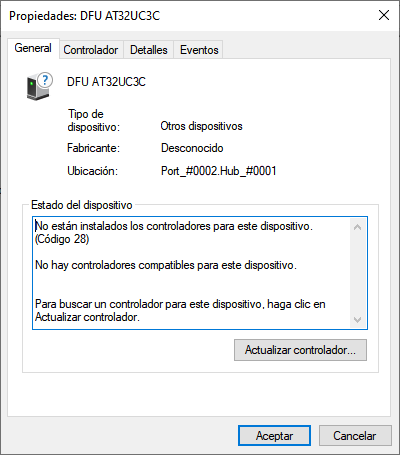 Propiedades: DFU AT32UC3C
General Controlador Detalles Eventos
DFU AT32UC3C
Tipo de
dispositivo: Otros dispositivos
Fabricante: Desconocido
Ubicación: Port_#0002.Hub_#0001
Estado del dispositivo
No están instalados los controladores para este dispositivo.
(Código 28)
No hay controladores compatibles para este dispositivo.
Para buscar un controlador para este dispositivo, haga clic en
Actualizar controlador.
Actualizar controlador...
Aceptar Cancelar